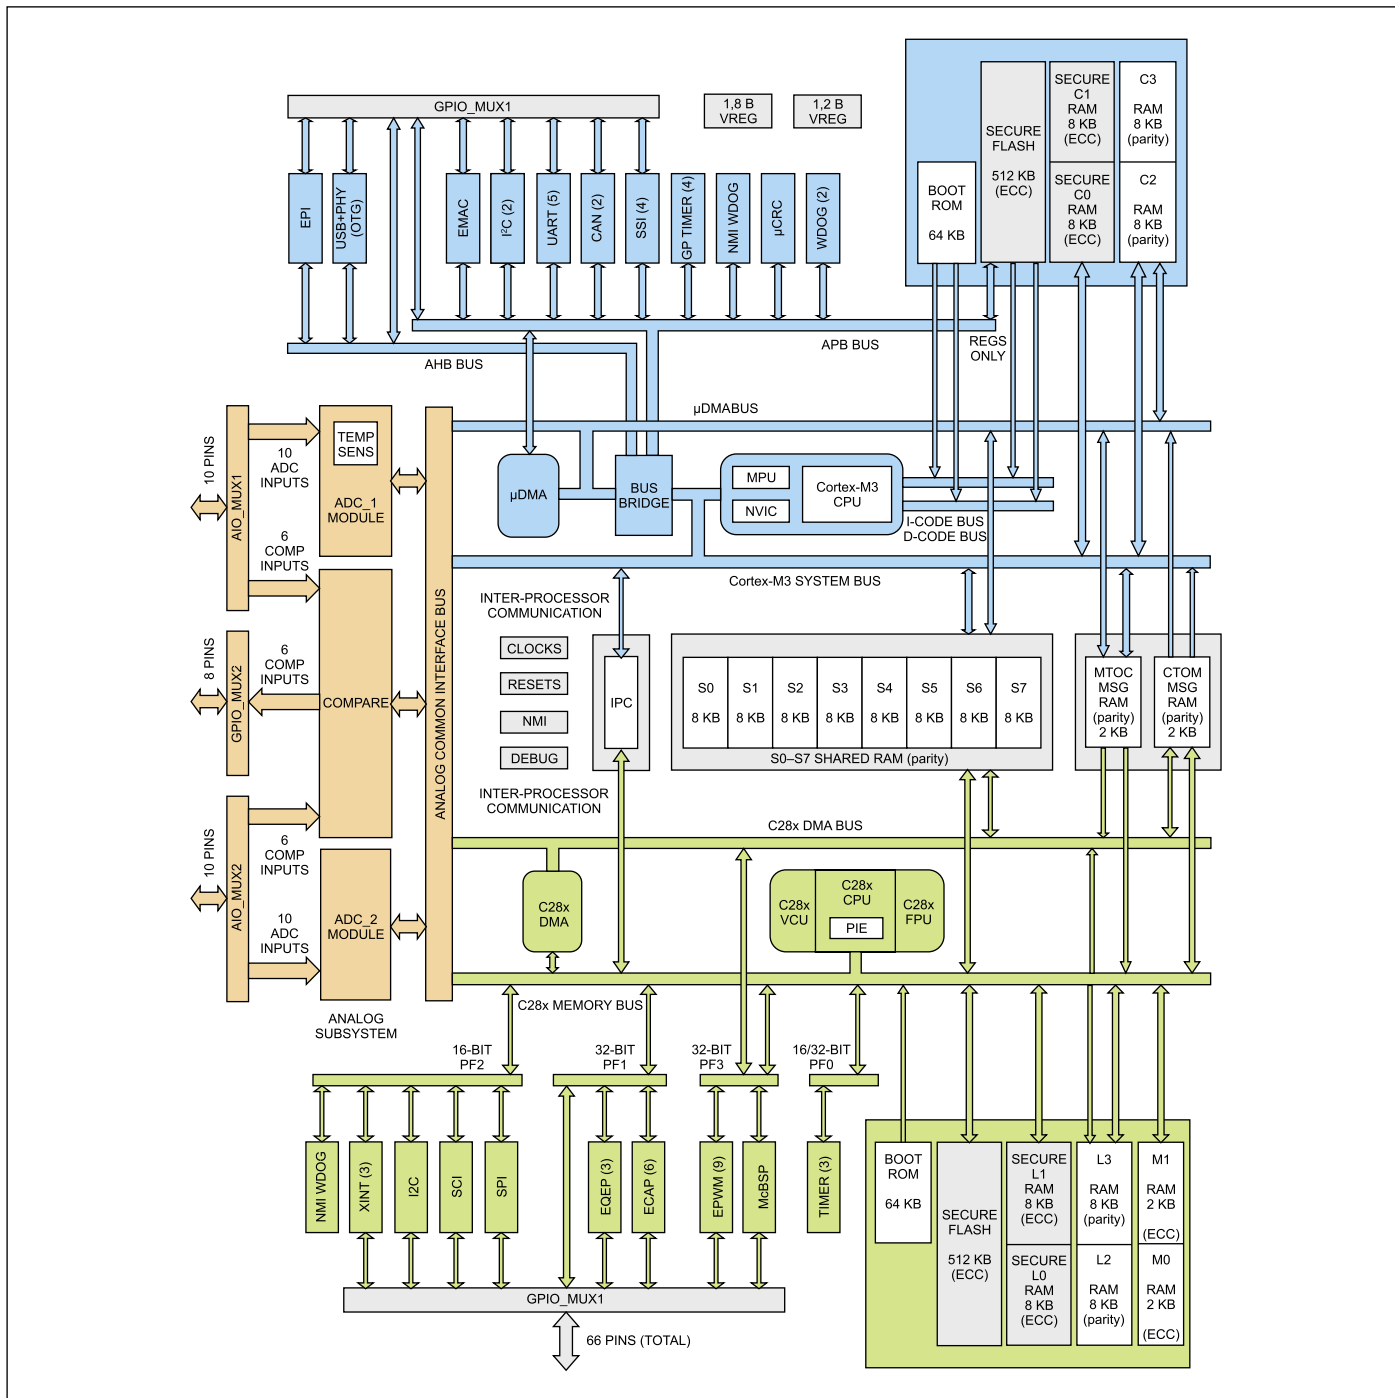 GPIO_MUX1
1,8 В
VREG
1,2 В
VREG
EPI
USB+PHY
(OTG)
EMAC
I²C (2)
UART (5)
CAN (2)
SSI (4)
GP TIMER (4)
NMI WDOG
µCRC
WDOG (2)
BOOT
ROM
64 KB
SECURE
FLASH
512 KB
(ECC)
SECURE
C1
RAM
8 KB
(ECC)
SECURE
C0
RAM
8 KB
(ECC)
C3
RAM
8 KB
(parity)
C2
RAM
8 KB
(parity)
APB BUS
REGS
ONLY
AHB BUS
µDMABUS
10 PINS
AIO_MUX1
10
ADC
INPUTS
TEMP
SENS
ADC_1
MODULE
6
COMP
INPUTS
8 PINS
GPIO_MUX2
6
COMP
INPUTS
COMPARE
10 PINS
AIO_MUX2
6
COMP
INPUTS
10
ADC
INPUTS
ADC_2
MODULE
ANALOG
SUBSYSTEM
ANALOG COMMON INTERFACE BUS
µDMA
BUS
BRIDGE
MPU
NVIC
Cortex-M3
CPU
I-CODE BUS
D-CODE BUS
Cortex-M3 SYSTEM BUS
INTER-PROCESSOR
COMMUNICATION
CLOCKS
RESETS
NMI
DEBUG
INTER-PROCESSOR
COMMUNICATION
IPC
S0
8 KB
S1
8 KB
S2
8 KB
S3
8 KB
S4
8 KB
S5
8 KB
S6
8 KB
S7
8 KB
S0–S7 SHARED RAM (parity)
MTOC
MSG
RAM
(parity)
2 KB
CTOM
MSG
RAM
(parity)
2 KB
C28x DMA BUS
C28x
DMA
C28x
VCU
C28x
CPU
PIE
C28x
FPU
C28x MEMORY BUS
16-BIT
PF2
32-BIT
PF1
32-BIT
PF3
16/32-BIT
PF0
NMI WDOG
XINT (3)
I2C
SCI
SPI
EQEP (3)
ECAP (6)
EPWM (9)
McBSP
TIMER (3)
GPIO_MUX1
66 PINS (TOTAL)
BOOT
ROM
64 KB
SECURE
FLASH
512 KB
(ECC)
SECURE
L1
RAM
8 KB
(ECC)
SECURE
L0
RAM
8 KB
(ECC)
L3
RAM
8 KB
(parity)
L2
RAM
8 KB
(parity)
M1
RAM
2 KB
(ECC)
M0
RAM
2 KB
(ECC)